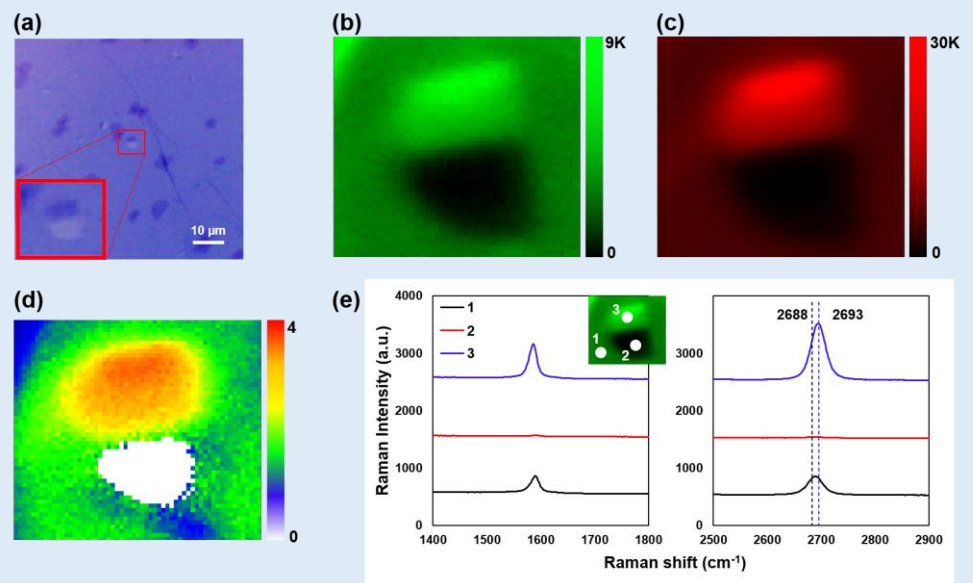 (a)
10 µm
(b)
9K
0
(c)
30K
0
(d)
4
0
(e)
Raman Intensity (a.u.)
4000
3000
2000
1000
0
1
2
3
3
1
2
1400 1500 1600 1700 1800
2688 2693
3000
2000
1000
0
2500 2600 2700 2800 2900
Raman shift (cm⁻¹)